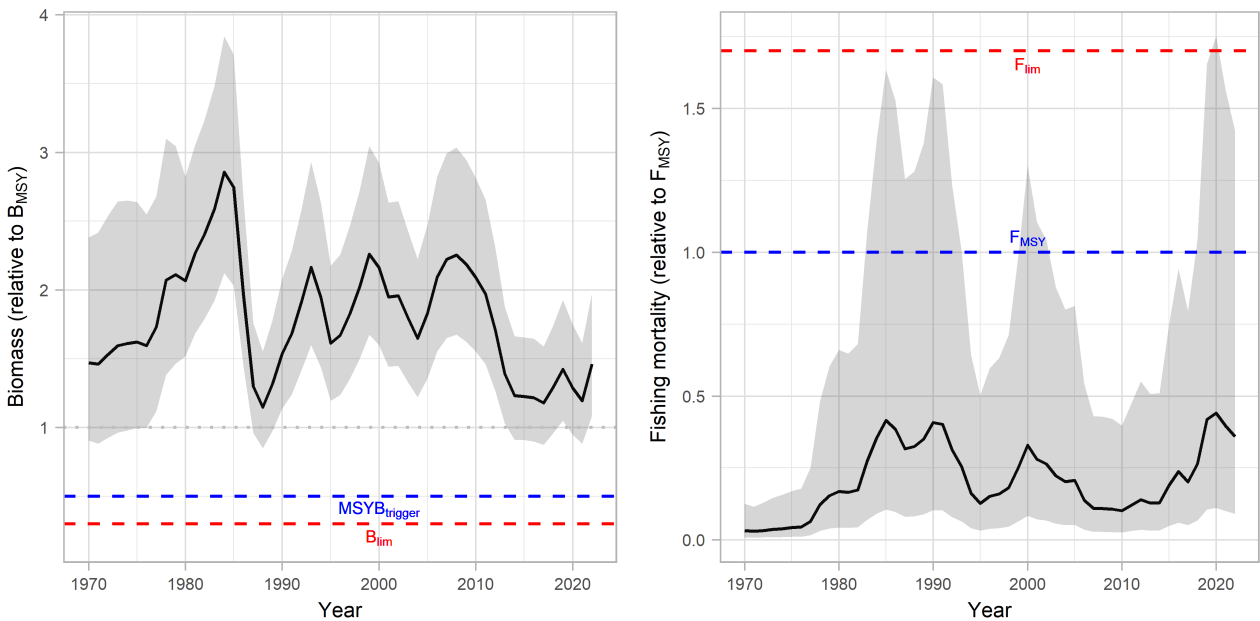 Biomass (relative to BMSY)
4
3
2
1
MSYBtrigger
Blim
1970 1980 1990 2000 2010 2020
Year
Fishing mortality (relative to FMSY)
1.5
1.0
0.5
0.0
Flim
FMSY
1970 1980 1990 2000 2010 2020
Year